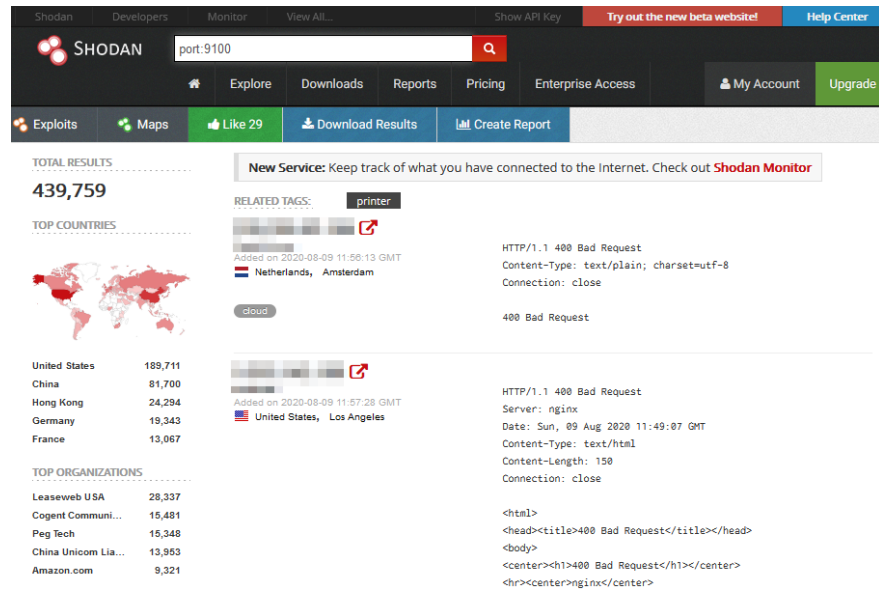 Shodan Developers Monitor View All... Show API Key Try out the new beta website! Help Center
SHODAN port:9100
Explore Downloads Reports Pricing Enterprise Access My Account Upgrade
Exploits Maps Like 29 Download Results Create Report
TOTAL RESULTS
439,759
TOP COUNTRIES
United States 189,711
China 81,700
Hong Kong 24,294
Germany 19,343
France 13,067
TOP ORGANIZATIONS
Leaseweb USA 28,337
Cogent Communi... 15,481
Peg Tech 15,348
China Unicom Lia... 13,953
Amazon.com 9,321
New Service: Keep track of what you have connected to the Internet. Check out Shodan Monitor
RELATED TAGS: printer
Added on 2020-08-09 11:56:13 GMT
Netherlands, Amsterdam
cloud
HTTP/1.1 400 Bad Request
Content-Type: text/plain; charset=utf-8
Connection: close
400 Bad Request
Added on 2020-08-09 11:57:28 GMT
United States, Los Angeles
HTTP/1.1 400 Bad Request
Server: nginx
Date: Sun, 09 Aug 2020 11:49:07 GMT
Content-Type: text/html
Content-Length: 150
Connection: close
<html>
<head><title>400 Bad Request</title></head>
<body>
<center><h1>400 Bad Request</h1></center>
<hr><center>nginx</center>